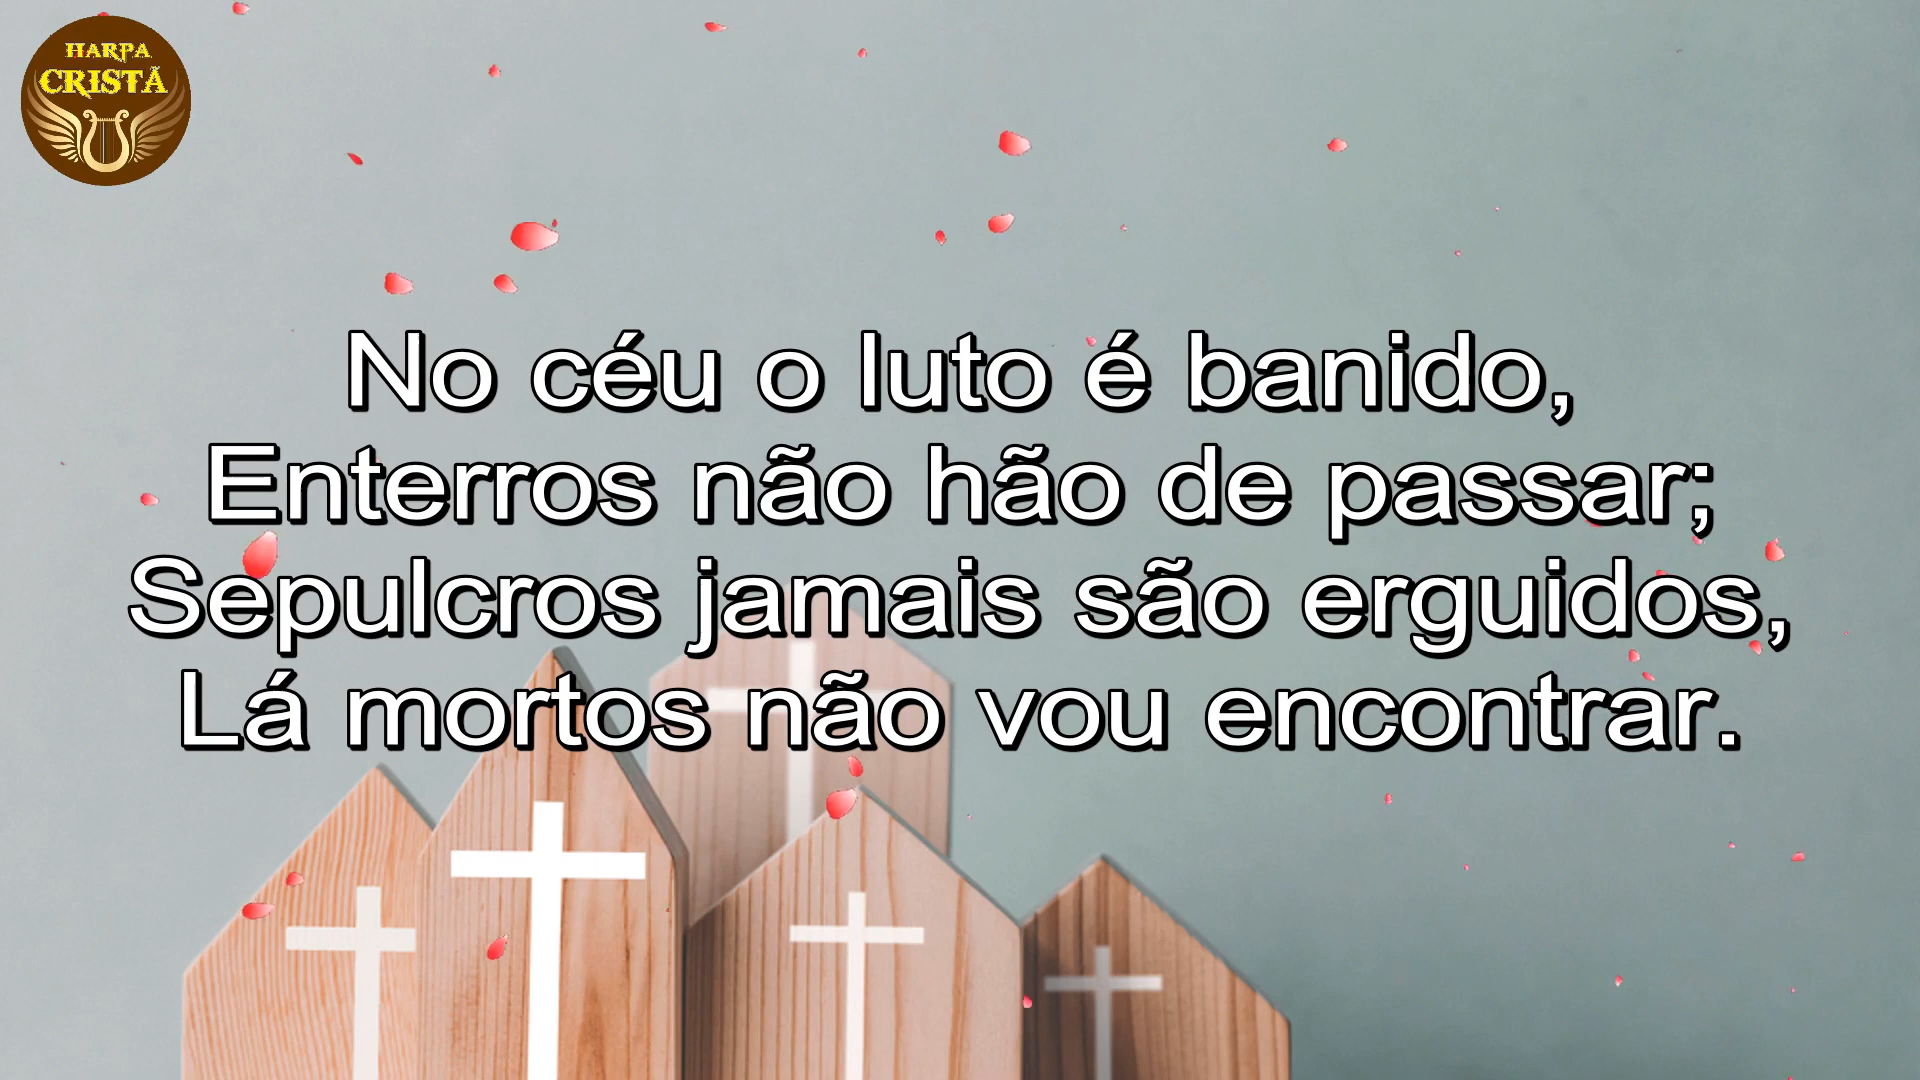 HARPA
CRISTÃ
No céu o luto é banido,
Enterros não hão de passar;
Sepulcros jamais são erguidos,
Lá mortos não vou encontrar.